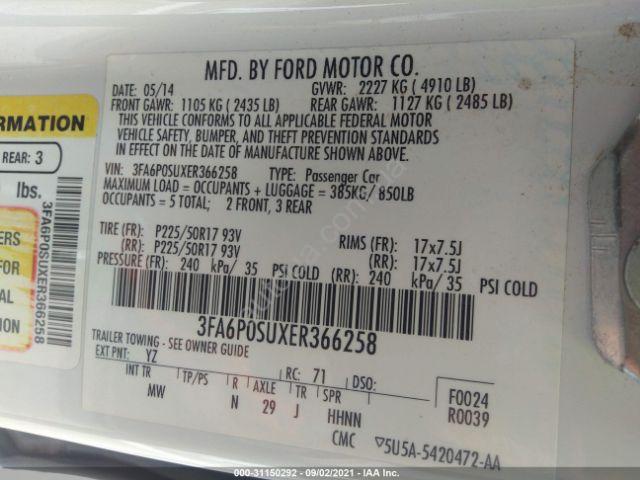 MFD. BY FORD MOTOR CO.
DATE: 05/14 GVWR: 2227 KG ( 4910 LB)
FRONT GAWR: 1105 KG ( 2435 LB) REAR GAWR: 1127 KG ( 2485 LB)
THIS VEHICLE CONFORMS TO ALL APPLICABLE FEDERAL MOTOR
VEHICLE SAFETY, BUMPER, AND THEFT PREVENTION STANDARDS
IN EFFECT ON THE DATE OF MANUFACTURE SHOWN ABOVE.
VIN: 3FA6P0SUXER366258 TYPE: Passenger Car
MAXIMUM LOAD = OCCUPANTS + LUGGAGE = 385KG/ 850LB
OCCUPANTS = 5 TOTAL; 2 FRONT, 3 REAR
TIRE (FR): P225/50R17 93V RIMS (FR): 17x7.5J
(RR): P225/50R17 93V (RR): 17x7.5J
PRESSURE (FR): 240 kPa/ 35 PSI COLD (RR): 240 kPa/ 35 PSI COLD
3FA6P0SUXER366258
TRAILER TOWING - SEE OWNER GUIDE
EXT PNT: YZ RC: 71 DSO:
INT TR TP/PS R AXLE TR SPR
MW N 29 J HHNN
F0024
R0039
CMC 5U5A-5420472-AA
ORMATION
REAR: 3
lbs.
ERS
FOR
AL
ION
3FA6P0SUXER366258
000-31150292 - 09/02/2021 - IAA Inc.